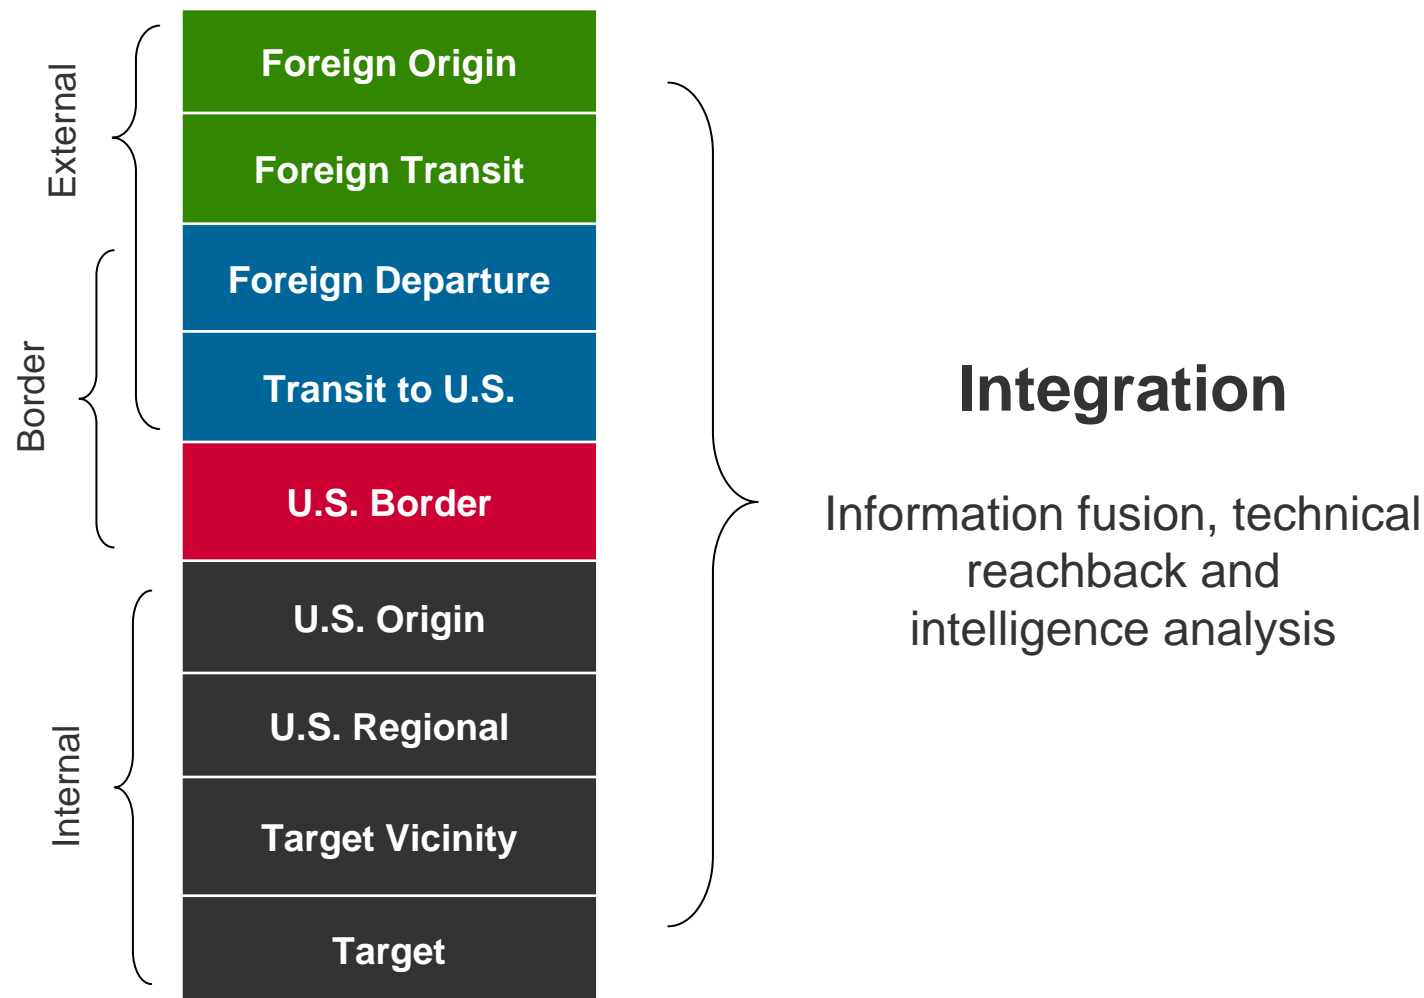 External
Border
Internal
Foreign Origin
Foreign Transit
Foreign Departure
Transit to U.S.
U.S. Border
U.S. Origin
U.S. Regional
Target Vicinity
Target
Integration
Information fusion, technical
reachback and
intelligence analysis